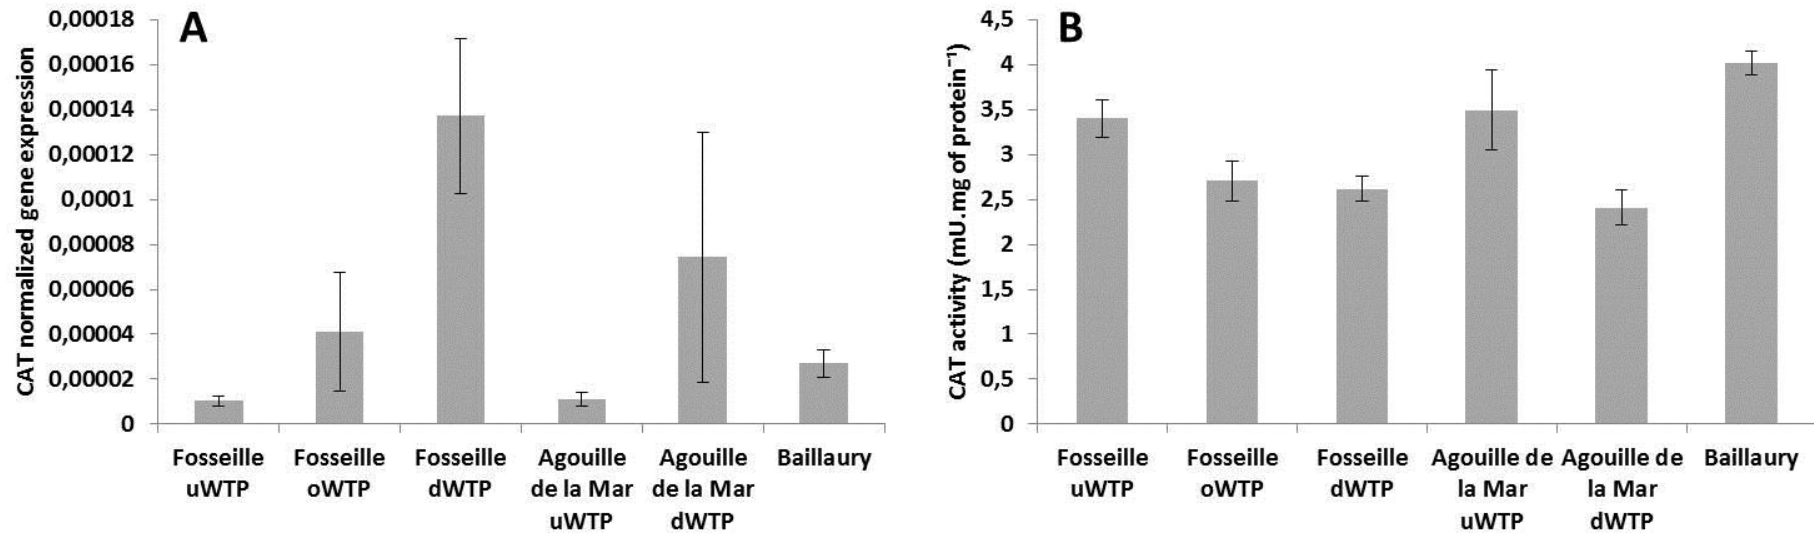 A
CAT normalized gene expression
0,00018
0,00016
0,00014
0,00012
0,0001
0,00008
0,00006
0,00004
0,00002
0
Fosseille
uWTP
Fosseille
oWTP
Fosseille
dWTP
Agouille
de la Mar
uWTP
Agouille
de la Mar
dWTP
Baillaury
B
CAT activity (mU.mg of protein⁻¹)
4,5
4
3,5
3
2,5
2
1,5
1
0,5
0
Fosseille
uWTP
Fosseille
oWTP
Fosseille
dWTP
Agouille de
la Mar
uWTP
Agouille de
la Mar
dWTP
Baillaury